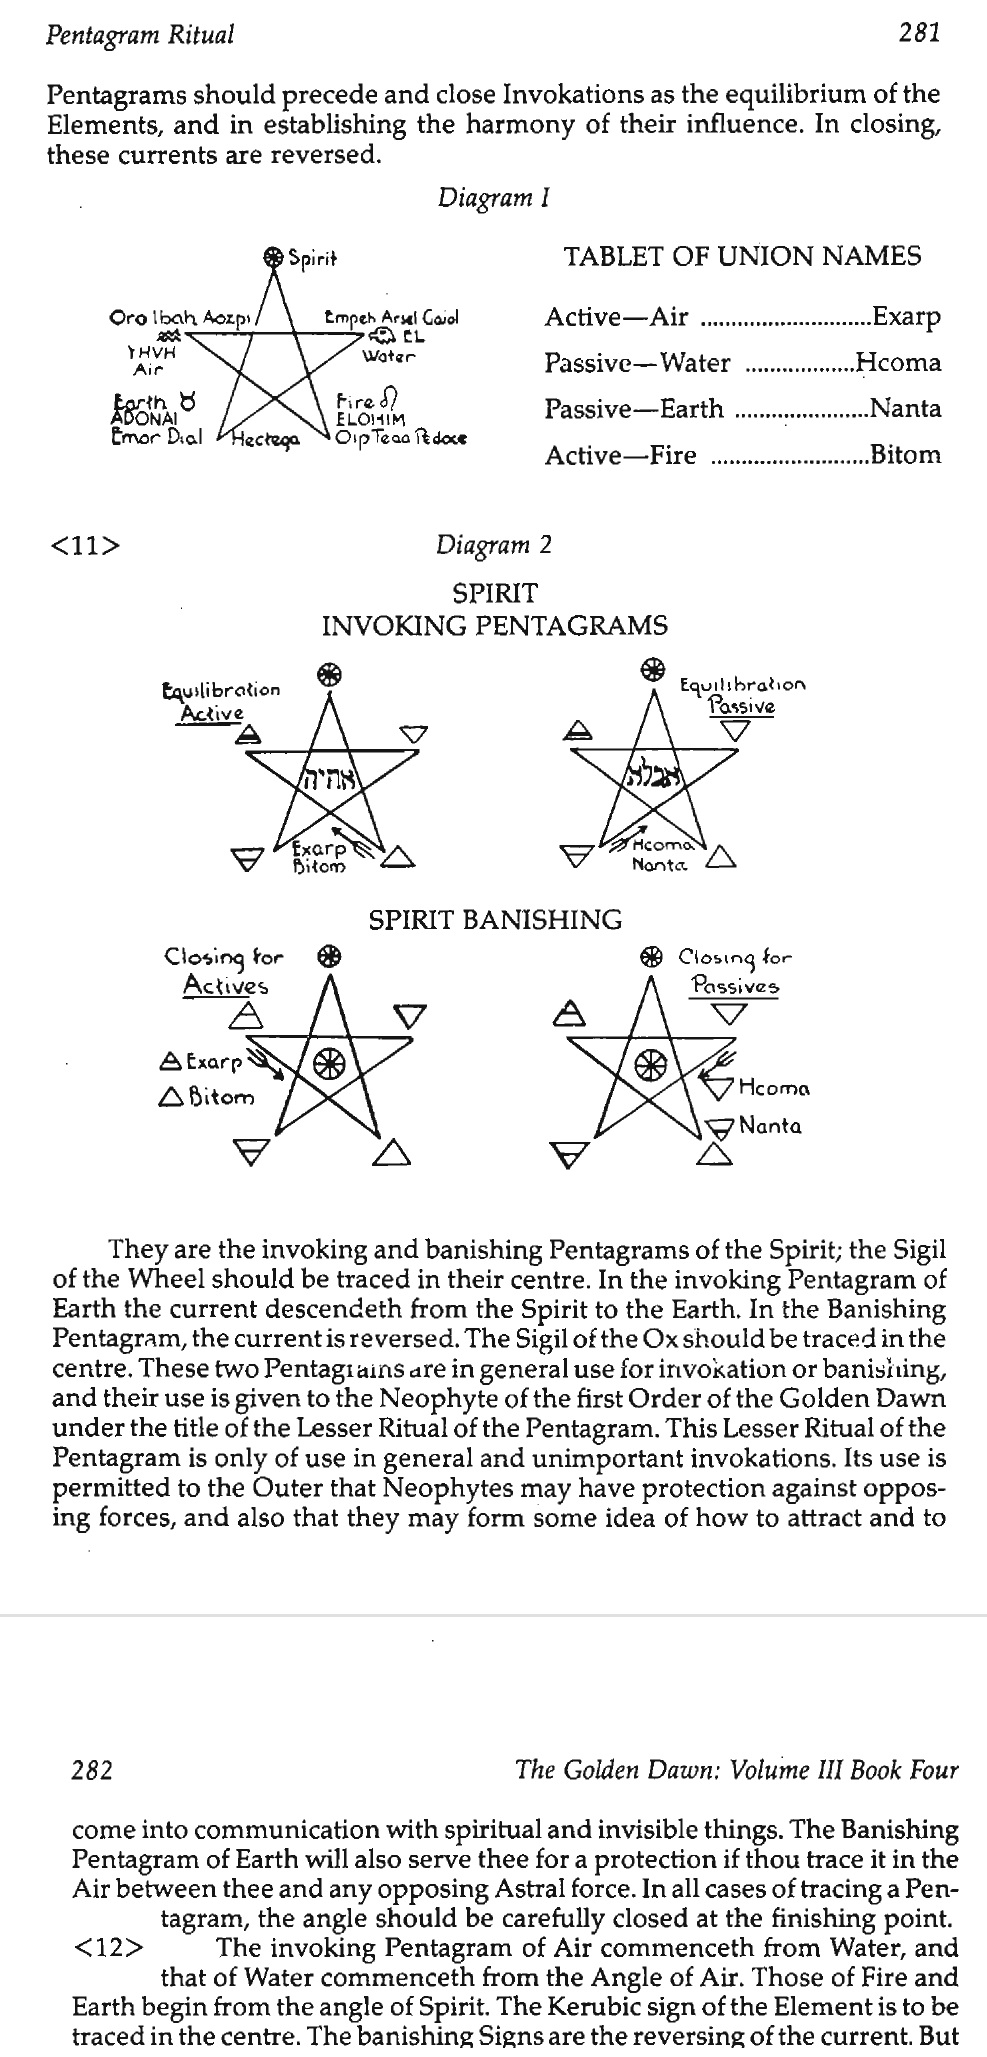 Pentagram Ritual 281
Pentagrams should precede and close Invokations as the equilibrium of the
Elements, and in establishing the harmony of their influence. In closing,
these currents are reversed.
Diagram I
Spirit
Oro Ibah Aozpi
Empeh Arsel Gaiol
YHVH
Air
EL
Water
Earth
ADONAI
Emor Dial Hectega
Fire
ELOHIM
Oip Teaa Pedoce
TABLET OF UNION NAMES
Active—Air ............................Exarp
Passive—Water ..................Hcoma
Passive—Earth ......................Nanta
Active—Fire ..........................Bitom
<11> Diagram 2
SPIRIT
INVOKING PENTAGRAMS
Equilibration
Active
אהיה
Exarp
Bitom
Equilibration
Passive
אגלא
Hcoma
Nanta
SPIRIT BANISHING
Closing for
Actives
Exarp
Bitom
Closing for
Passives
Hcoma
Nanta
They are the invoking and banishing Pentagrams of the Spirit; the Sigil
of the Wheel should be traced in their centre. In the invoking Pentagram of
Earth the current descendeth from the Spirit to the Earth. In the Banishing
Pentagram, the current is reversed. The Sigil of the Ox should be traced in the
centre. These two Pentagrams are in general use for invokation or banishing,
and their use is given to the Neophyte of the first Order of the Golden Dawn
under the title of the Lesser Ritual of the Pentagram. This Lesser Ritual of the
Pentagram is only of use in general and unimportant invokations. Its use is
permitted to the Outer that Neophytes may have protection against oppos-
ing forces, and also that they may form some idea of how to attract and to
282 The Golden Dawn: Volume III Book Four
come into communication with spiritual and invisible things. The Banishing
Pentagram of Earth will also serve thee for a protection if thou trace it in the
Air between thee and any opposing Astral force. In all cases of tracing a Pen-
tagram, the angle should be carefully closed at the finishing point.
<12> The invoking Pentagram of Air commenceth from Water, and
that of Water commenceth from the Angle of Air. Those of Fire and
Earth begin from the angle of Spirit. The Kerubic sign of the Element is to be
traced in the centre. The banishing Signs are the reversing of the current. But